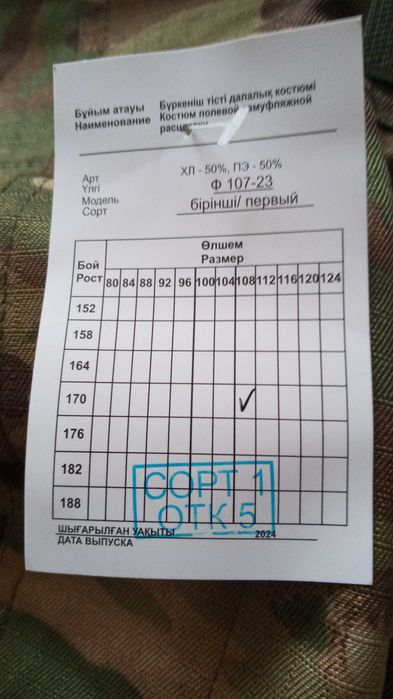 Бұйым атауы Бүркеніш тісті далалық костюмі
Наименование Костюм полевой камуфляжной
расцветки
ХЛ - 50%, ПЭ - 50%
Арт
Үлгі Ф 107-23
Модель
Сорт бірінші/ первый
Өлшем
Бой Размер
Рост 80 84 88 92 96 100 104 108 112 116 120 124
152
158
164
170 ✓
176
182
188
СОРТ 1
ОТК 5
ШЫҒАРЫЛҒАН УАҚЫТЫ 2024
ДАТА ВЫПУСКА